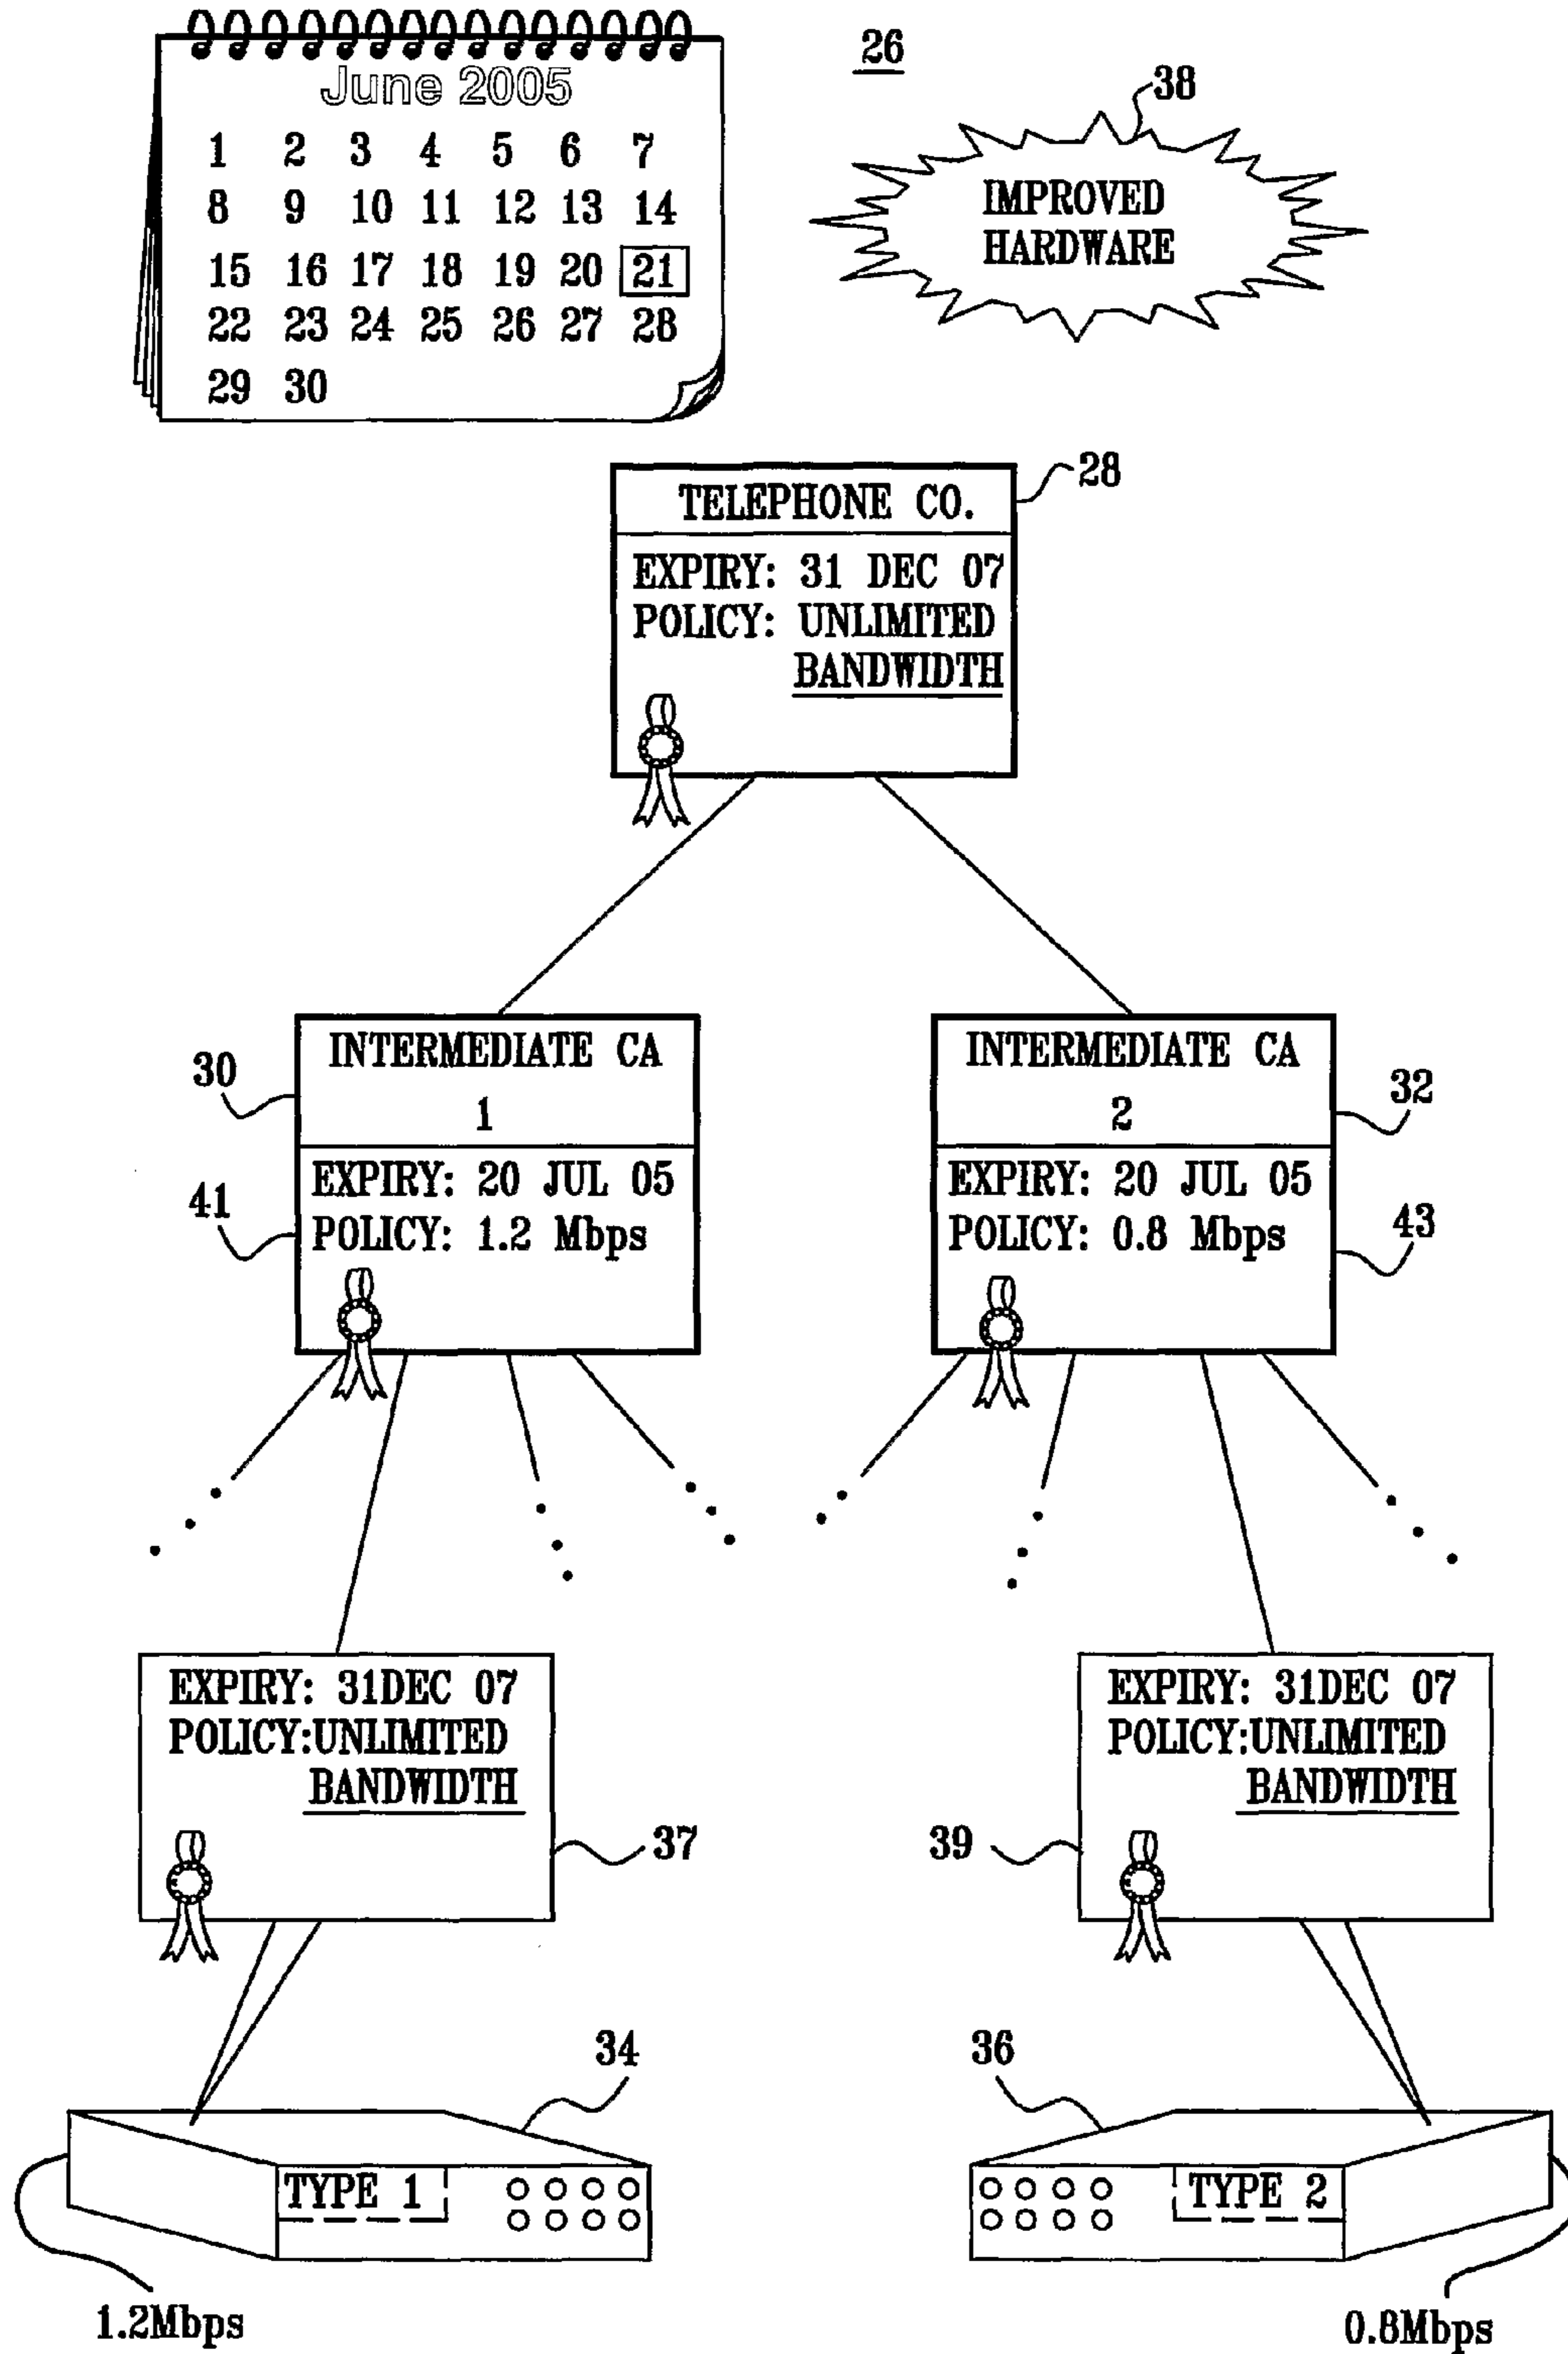 June 2005
1 2 3 4 5 6 7
8 9 10 11 12 13 14
15 16 17 18 19 20 21
22 23 24 25 26 27 28
29 30
26
38
IMPROVED
HARDWARE
28
TELEPHONE CO.
EXPIRY: 31 DEC 07
POLICY: UNLIMITED
BANDWIDTH
30
INTERMEDIATE CA
1
41
EXPIRY: 20 JUL 05
POLICY: 1.2 Mbps
INTERMEDIATE CA
2
32
EXPIRY: 20 JUL 05
POLICY: 0.8 Mbps
43
EXPIRY: 31DEC 07
POLICY:UNLIMITED
BANDWIDTH
37
EXPIRY: 31DEC 07
POLICY:UNLIMITED
BANDWIDTH
39
34
TYPE 1
1.2Mbps
36
TYPE 2
0.8Mbps